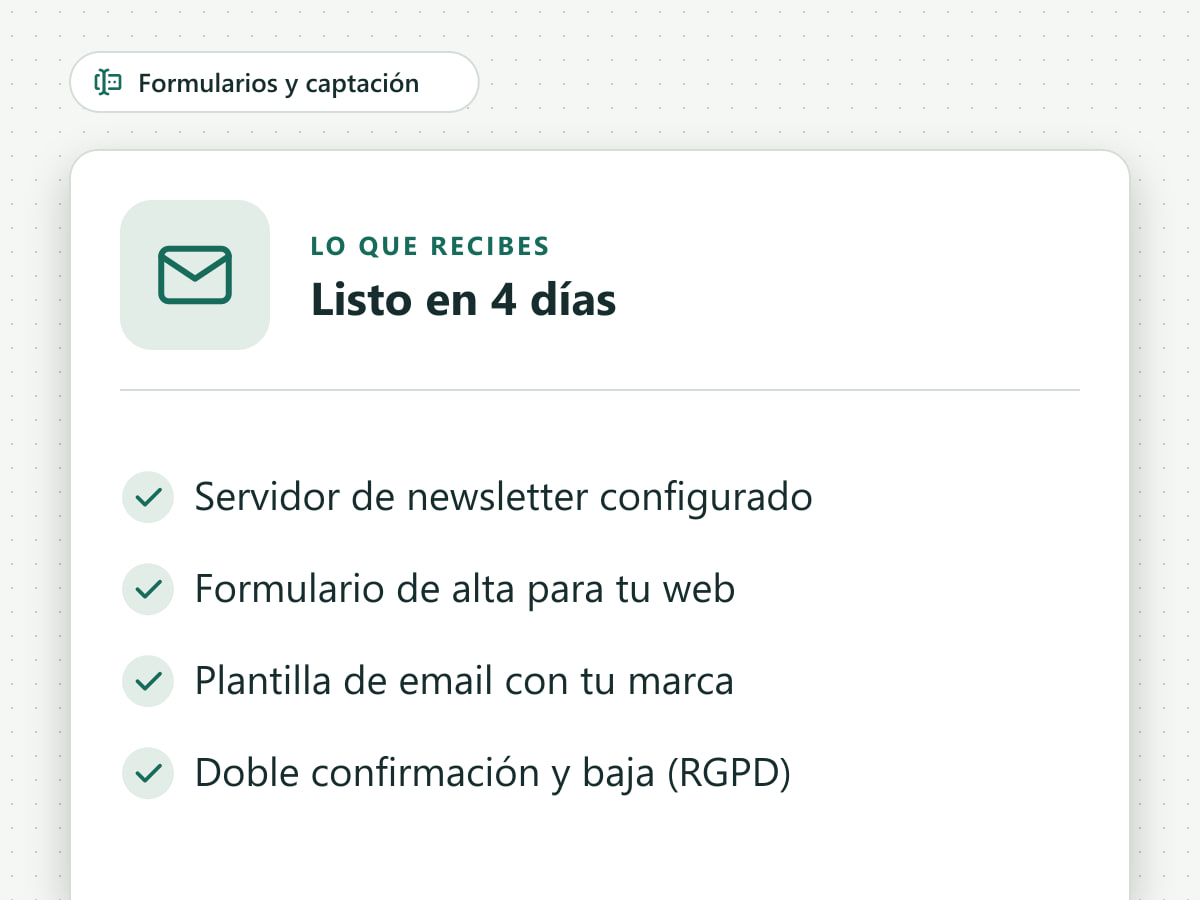 Formularios y captación
LO QUE RECIBES
Listo en 4 días
Servidor de newsletter configurado
Formulario de alta para tu web
Plantilla de email con tu marca
Doble confirmación y baja (RGPD)